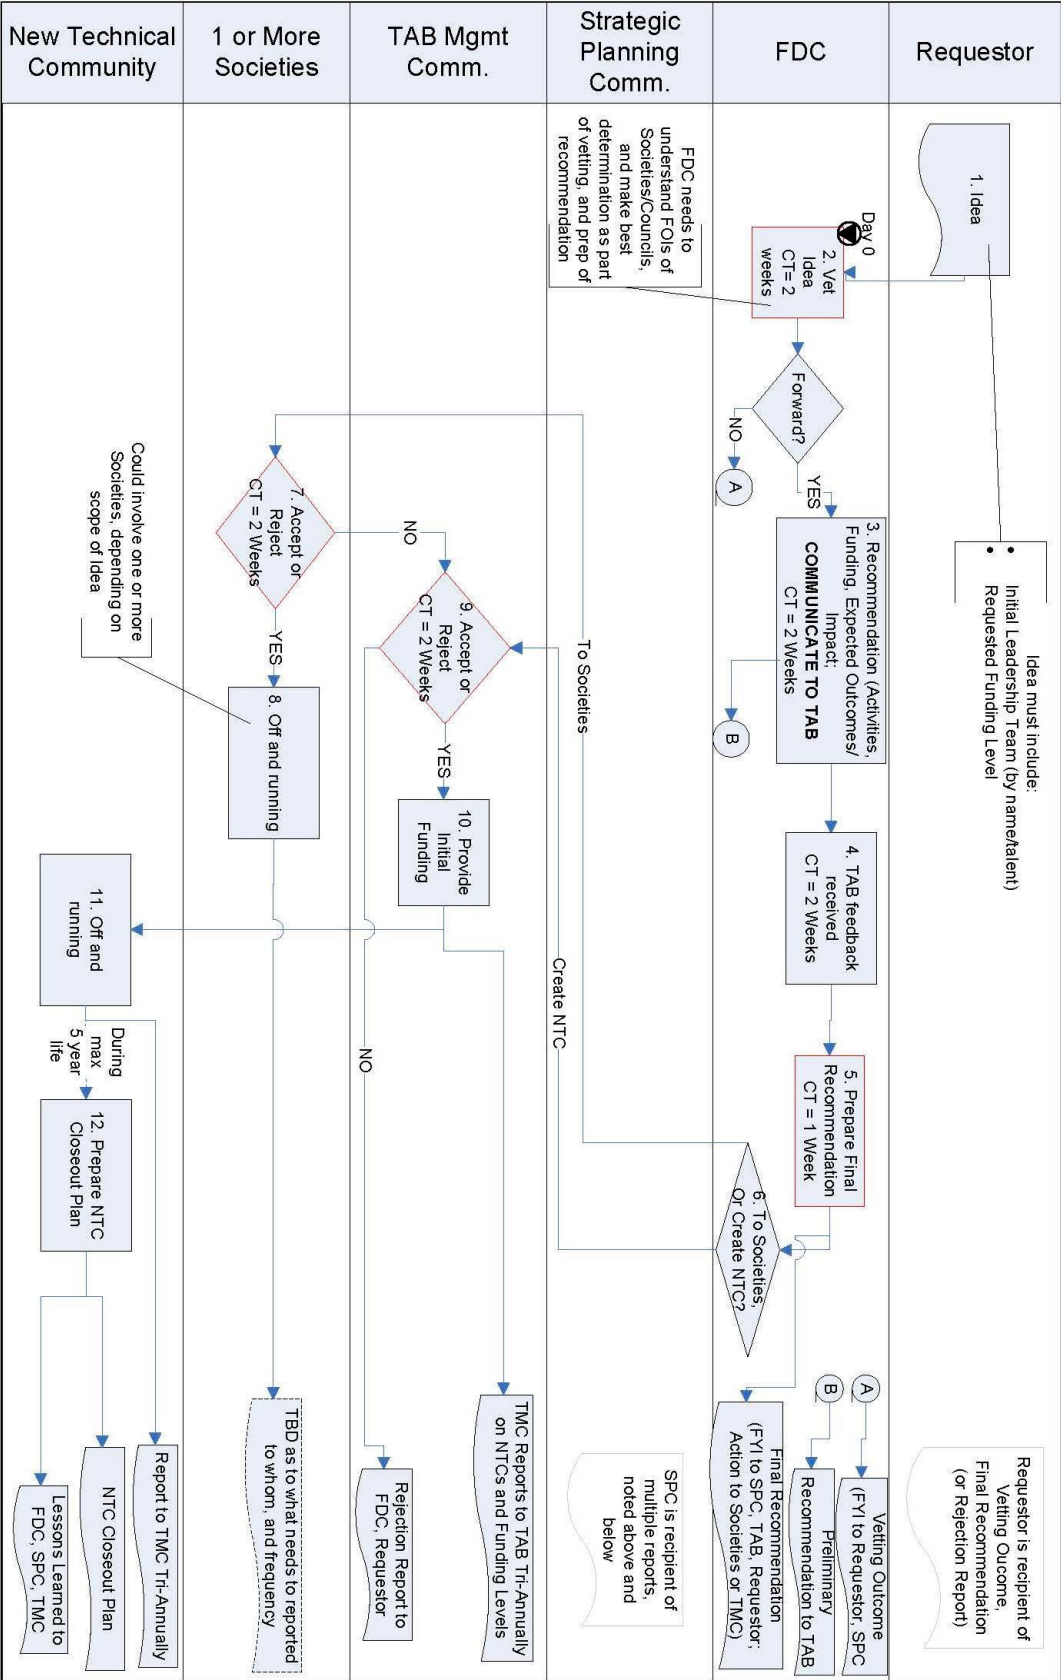 New Technical
Community
1 or More
Societies
TAB Mgmt
Comm.
Strategic
Planning
Comm.
FDC
Requestor
1. Idea
Idea must include:
• Initial Leadership Team (by name/talent)
• Requested Funding Level
Requestor is recipient of
Vetting Outcome,
Final Recommendation
(or Rejection Report)
Day 0
2. Vet
Idea
CT= 2
weeks
Forward?
NO
A
YES
3. Recommendation (Activities,
Funding, Expected Outcomes/
Impact;
COMMUNICATE TO TAB
CT = 2 Weeks
B
4. TAB feedback
received
CT = 2 Weeks
5. Prepare Final
Recommendation
CT = 1 Week
6. To Societies,
Or Create NTC?
A
Vetting Outcome
(FYI to Requestor, SPC
B
Preliminary
Recommendation to TAB
Final Recommendation
(FYI to SPC, TAB, Requestor;
Action to Societies or TMC)
FDC needs to
understand FOIs of
Societies/Councils,
and make best
determination as part
of vetting, and prep of
recommendation
To Societies
Create NTC
SPC is recipient of
multiple reports,
noted above and
below
NO
9. Accept or
Reject
CT = 2 Weeks
YES
10. Provide
Initial
Funding
NO
TMC Reports to TAB Tri-Annually
on NTCs and Funding Levels
Rejection Report to
FDC, Requestor
7. Accept or
Reject
CT = 2 Weeks
YES
8. Off and running
TBD as to what needs to reported
to whom, and frequency
Could involve one or more
Societies, depending on
scope of Idea
11. Off and
running
During
max
5 year
life
12. Prepare NTC
Closeout Plan
Report to TMC Tri-Annually
NTC Closeout Plan
Lessons Learned to
FDC, SPC, TMC